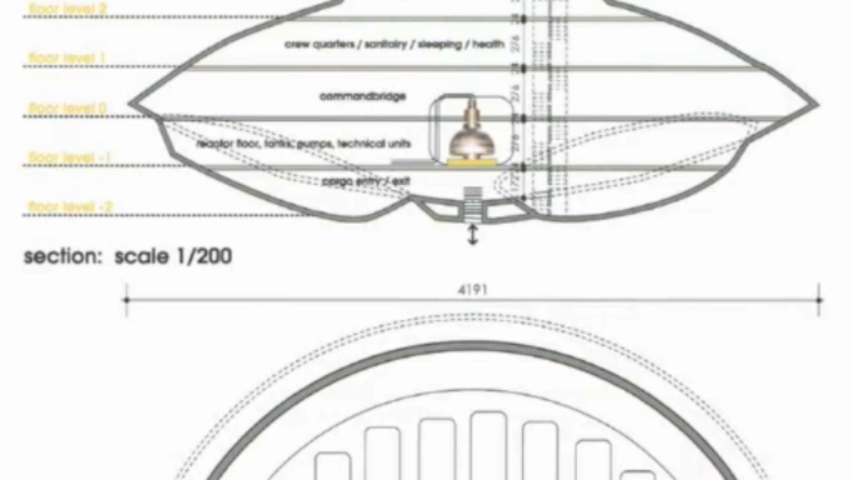 floor level 2
crew quarters / sanitairy / sleeping / health
floor level 1
commandbridge
floor level 0
reactor floor, tanks, pumps, technical units
floor level -1
cargo entry / exit
floor level -2
section: scale 1/200
4191